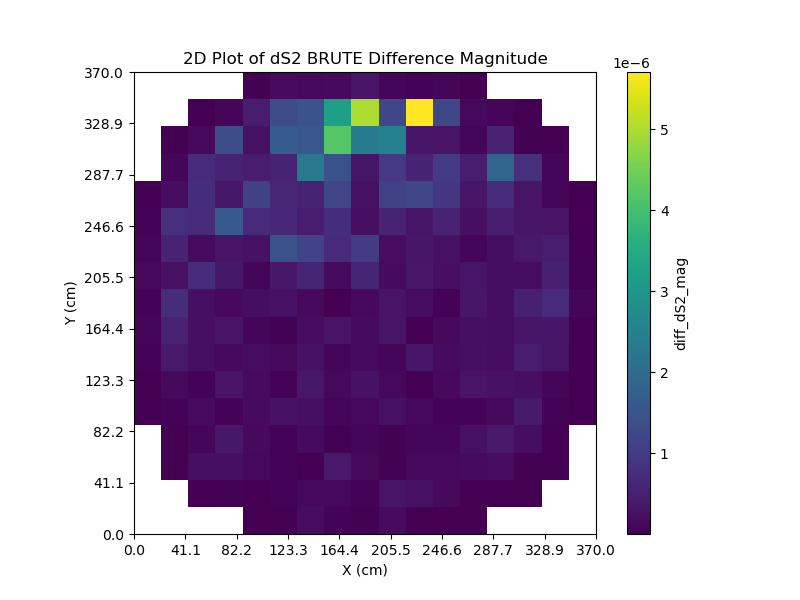 2D Plot of dS2 BRUTE Difference Magnitude
1e−6
370.0
328.9
287.7
246.6
205.5
164.4
123.3
82.2
41.1
0.0
Y (cm)
0.0 41.1 82.2 123.3 164.4 205.5 246.6 287.7 328.9 370.0
X (cm)
5
4
3
2
1
diff_dS2_mag